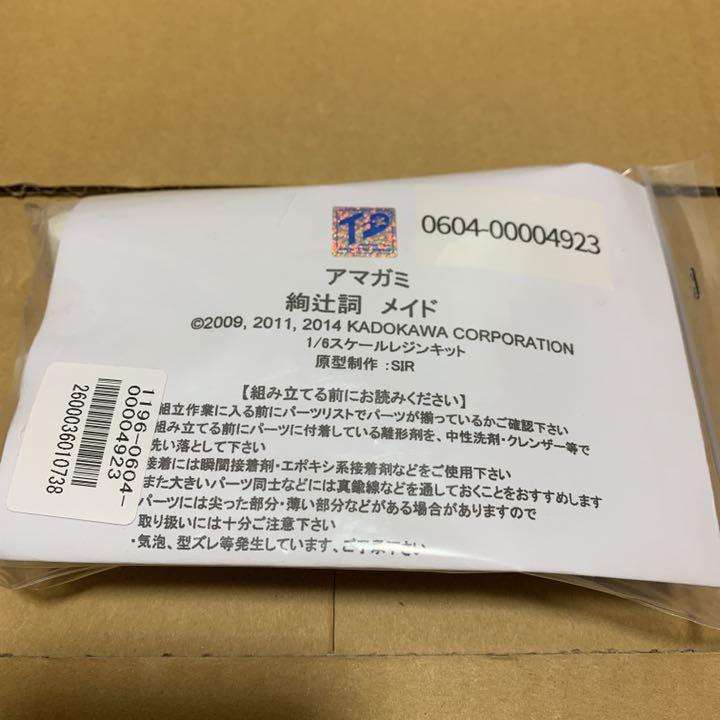 TD
0604-00004923
アマガミ
絢辻詞 メイド
©2009, 2011, 2014 KADOKAWA CORPORATION
1/6スケールレジンキット
原型制作 :SIR
【組み立てる前にお読みください】
組立作業に入る前にパーツリストでパーツが揃っているかご確認下さい
組み立てる前にパーツに付着している離形剤を、中性洗剤・クレンザー等で
洗い落として下さい
接着には瞬間接着剤・エポキシ系接着剤などをご使用下さい
また大きいパーツ同士などには真鍮線などを通しておくことをおすすめします
パーツには尖った部分・薄い部分などがある場合がありますので
取り扱いには十分ご注意下さい
・気泡、型ズレ等発生しています、ご了承下さい
1196-0604-
00004923
2600036010738